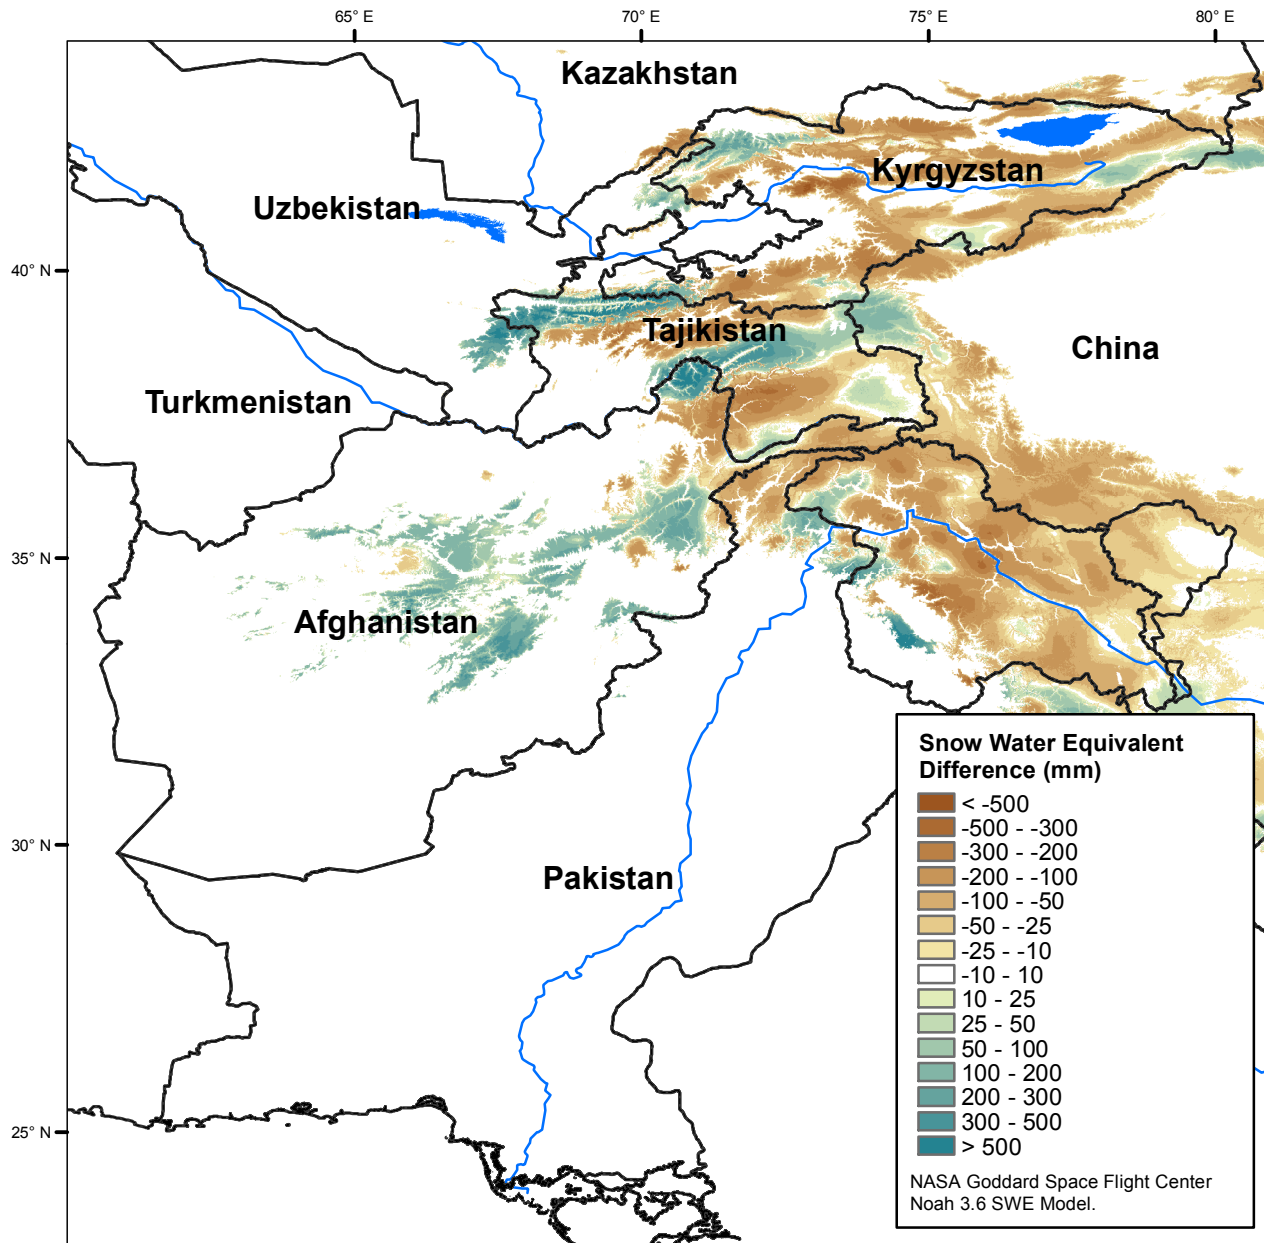 65° E
70° E
75° E
80° E
Kazakhstan
Kyrgyzstan
Uzbekistan
40° N
Tajikistan
China
Turkmenistan
35° N
Afghanistan
30° N
Pakistan
25° N
Snow Water Equivalent
Difference (mm)
< -500
-500 - -300
-300 - -200
-200 - -100
-100 - -50
-50 - -25
-25 - -10
-10 - 10
10 - 25
25 - 50
50 - 100
100 - 200
200 - 300
300 - 500
> 500
NASA Goddard Space Flight Center
Noah 3.6 SWE Model.